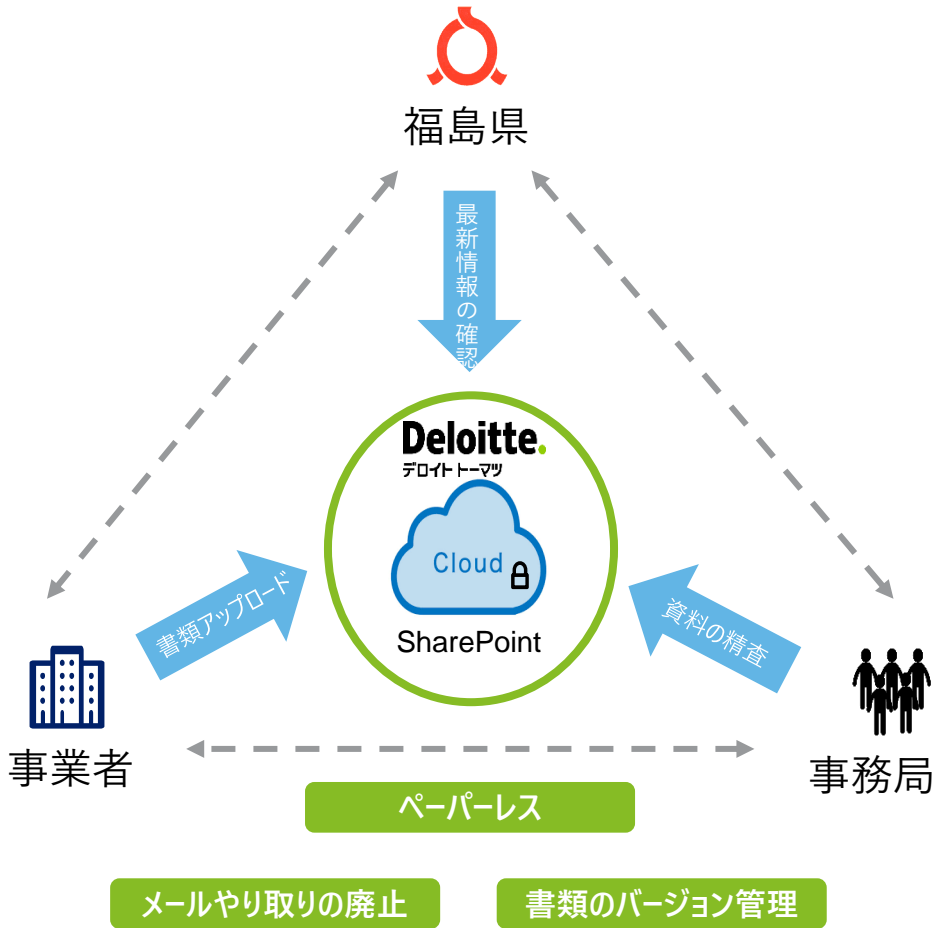 福島県
最新情報の確認
Deloitte.
デロイト トーマツ
Cloud
SharePoint
書類アップロード
資料の精査
事業者
事務局
ペーパーレス
メールやり取りの廃止
書類のバージョン管理